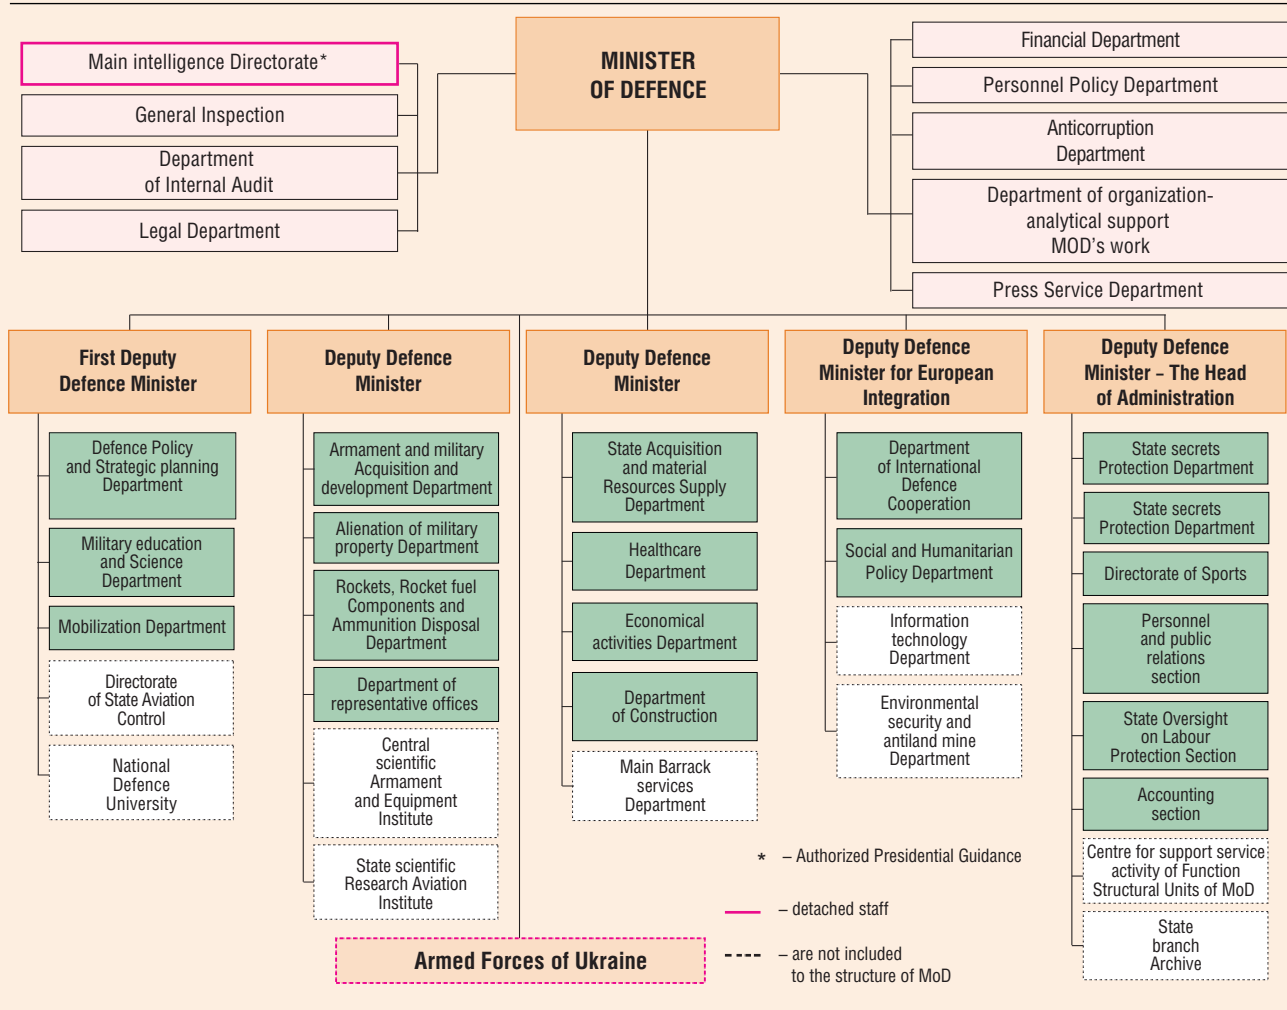 MINISTER
OF DEFENCE
Main intelligence Directorate*
General Inspection
Department
of Internal Audit
Legal Department
Financial Department
Personnel Policy Department
Anticorruption
Department
Department of organization-
analytical support
MOD's work
Press Service Department
First Deputy
Defence Minister
Defence Policy
and Strategic planning
Department
Military education
and Science
Department
Mobilization Department
Directorate
of State Aviation
Control
National
Defence
University
Deputy Defence
Minister
Armament and military
Acquisition and
development Department
Alienation of military
property Department
Rockets, Rocket fuel
Components and
Ammunition Disposal
Department
Department of
representative offices
Central
scientific
Armament
and Equipment
Institute
State scientific
Research Aviation
Institute
Deputy Defence
Minister
State Acquisition
and material
Resources Supply
Department
Healthcare
Department
Economical
activities Department
Department
of Construction
Main Barrack
services
Department
Deputy Defence
Minister for European
Integration
Department
of International
Defence
Cooperation
Social and Humanitarian
Policy Department
Information
technology
Department
Environmental
security and
antiland mine
Department
Deputy Defence
Minister – The Head
of Administration
State secrets
Protection Department
State secrets
Protection Department
Directorate of Sports
Personnel
and public
relations
section
State Oversight
on Labour
Protection Section
Accounting
section
Centre for support service
activity of Function
Structural Units of MoD
State
branch
Archive
Armed Forces of Ukraine
* – Authorized Presidential Guidance
– detached staff
– are not included
to the structure of MoD